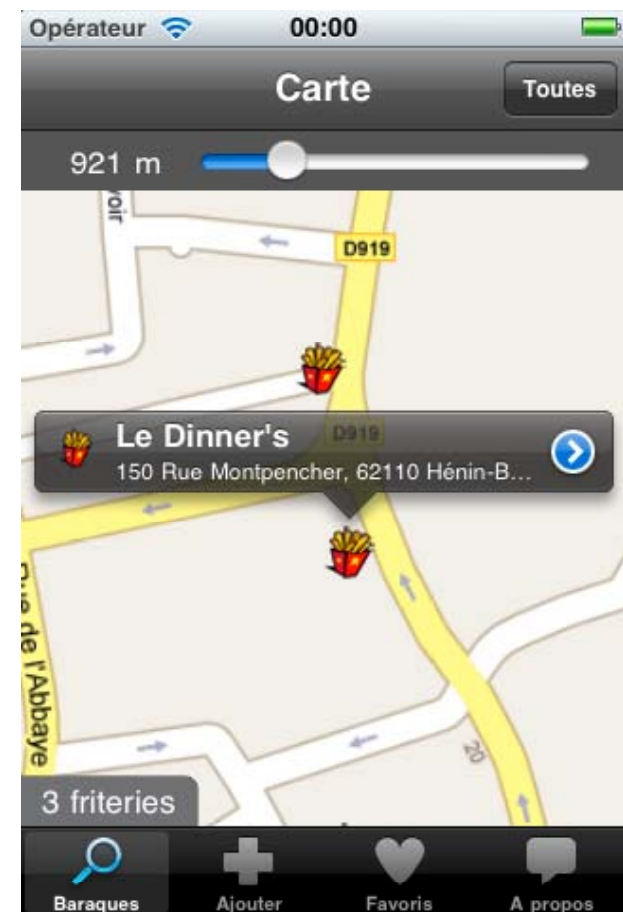 Opérateur 00:00
Carte
Toutes
921 m
D919
Le Dinner's
D919
150 Rue Montpencher, 62110 Hénin-B...
Rue de l'Abbaye
20
3 friteries
Baraques Ajouter Favoris A propos